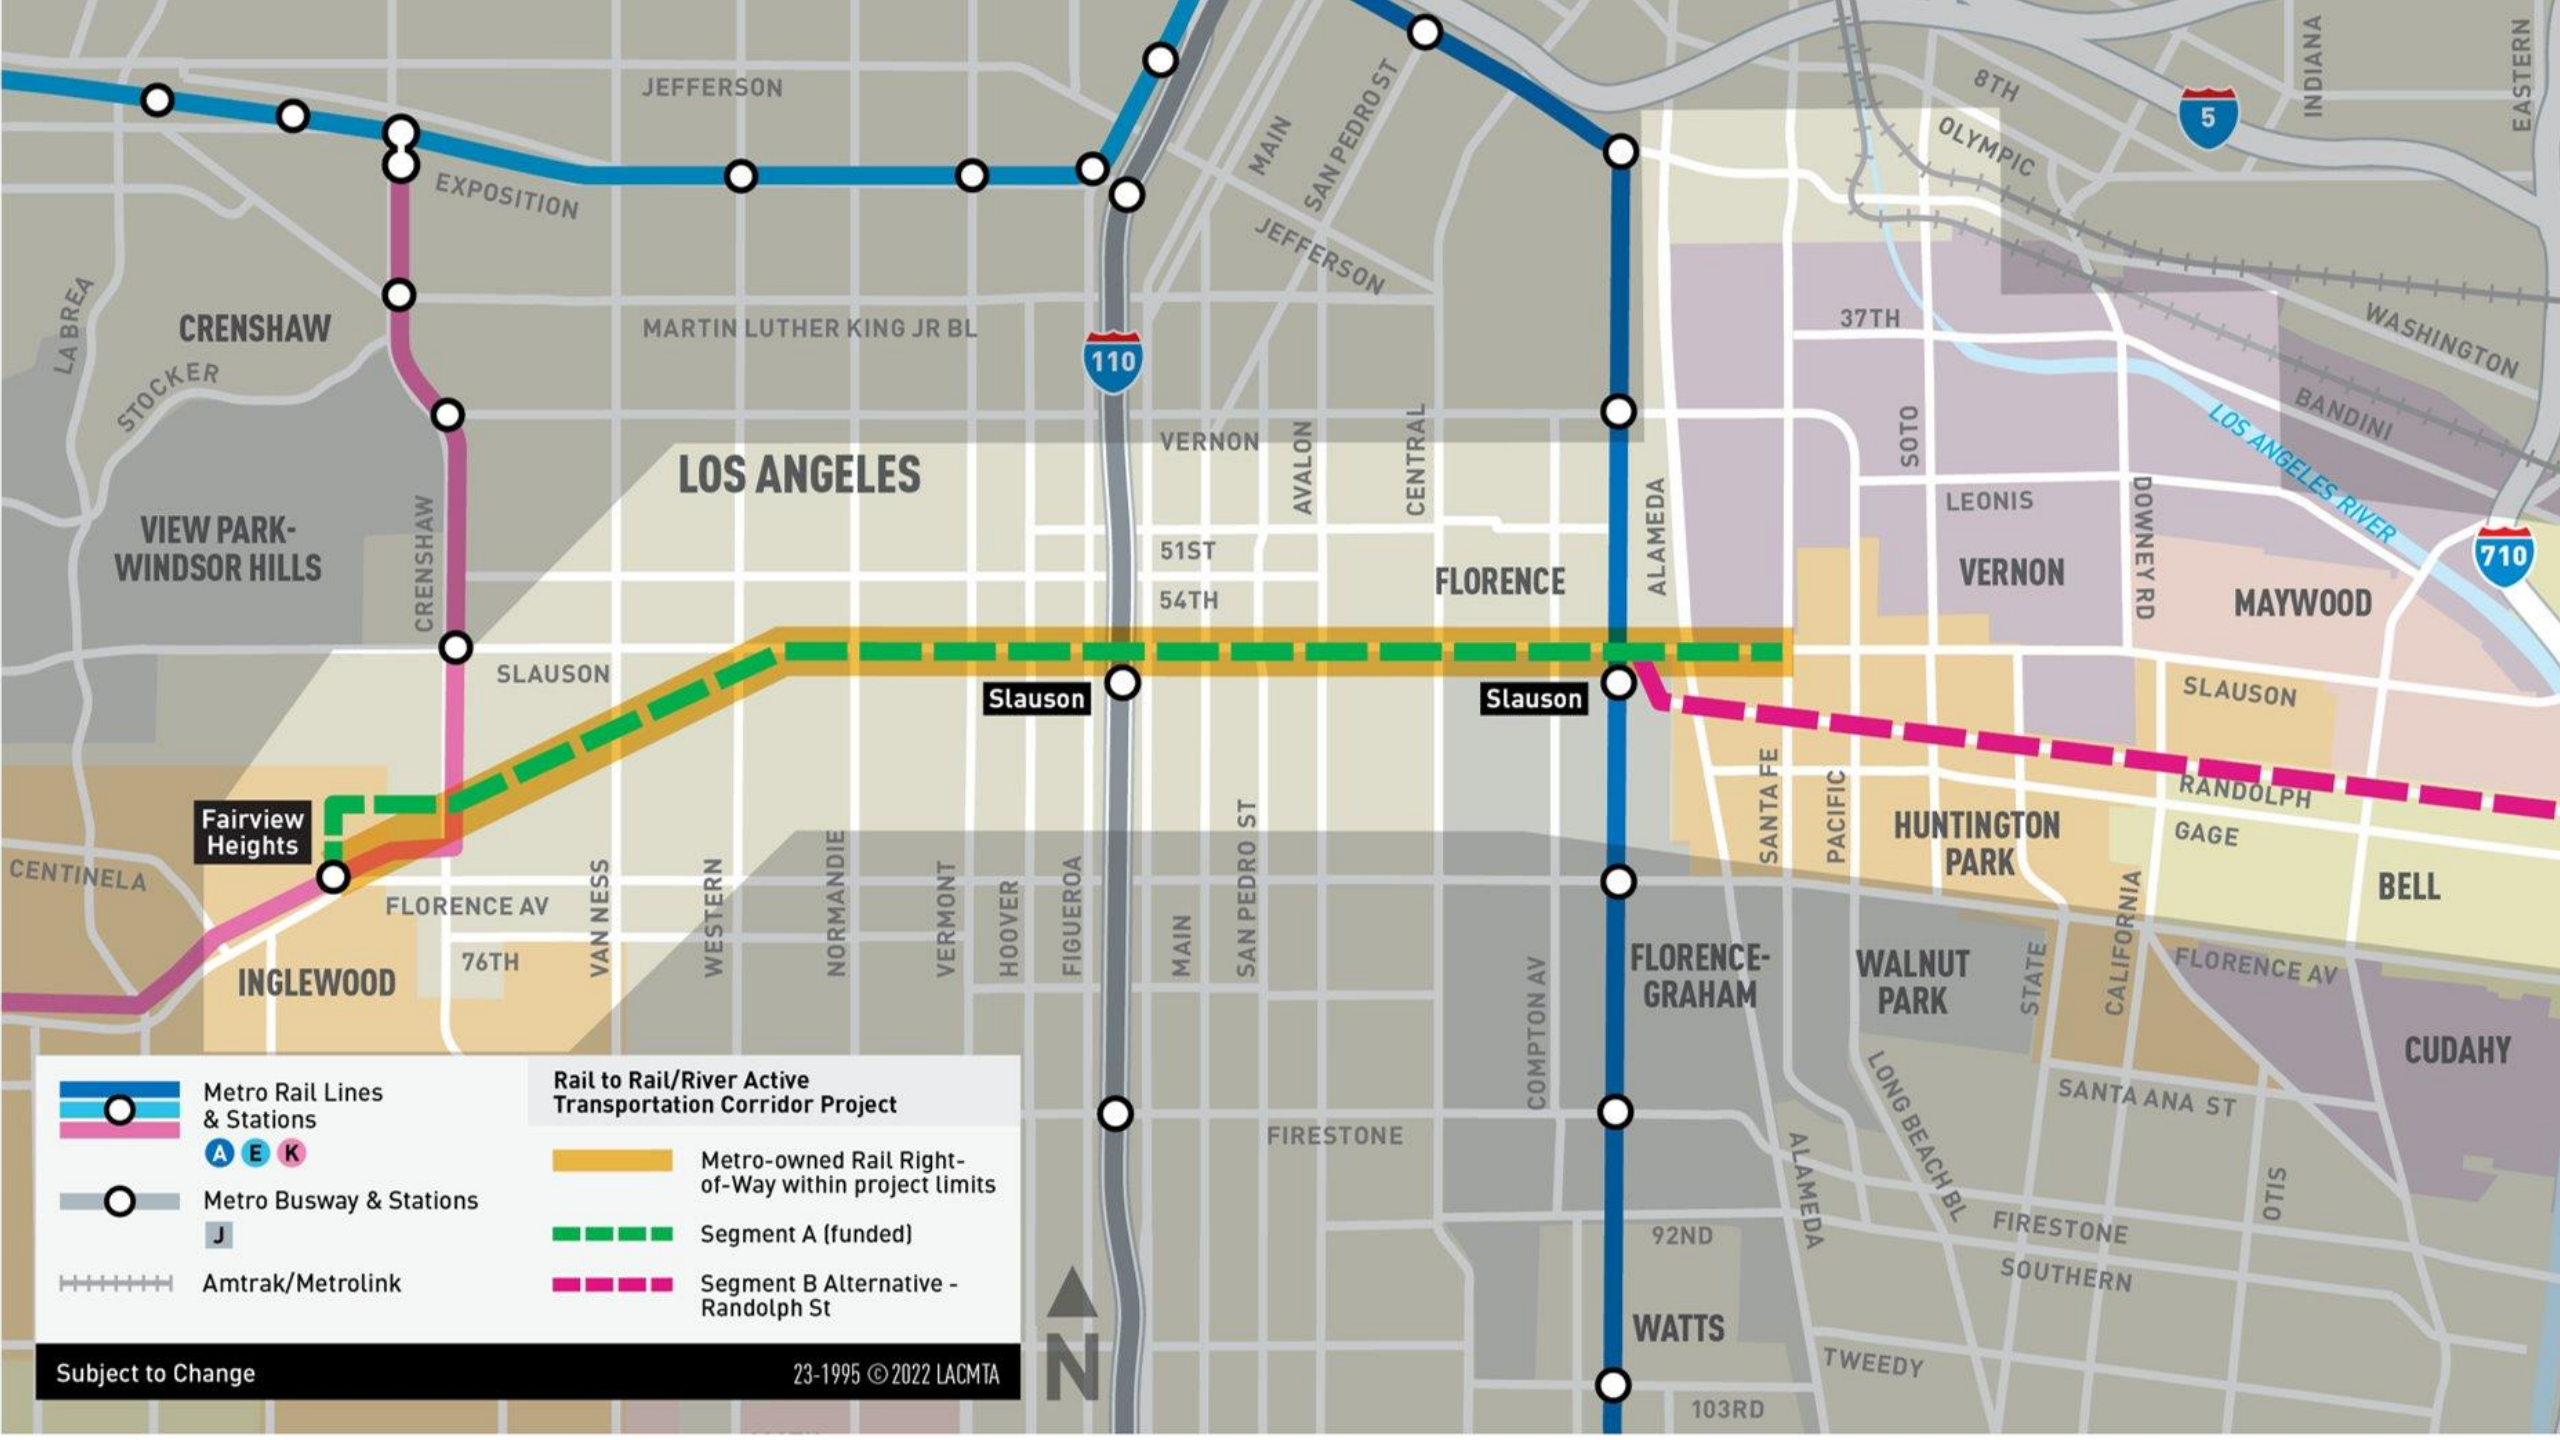 JEFFERSON
8TH
INDIANA
EASTERN
5
MAIN
SAN PEDRO ST
OLYMPIC
EXPOSITION
JEFFERSON
LA BREA
CRENSHAW
STOCKER
MARTIN LUTHER KING JR BL
110
37TH
WASHINGTON
BANDINI
LOS ANGELES RIVER
LOS ANGELES
VERNON
AVALON
CENTRAL
SOTO
VIEW PARK-
WINDSOR HILLS
CRENSHAW
51ST
54TH
FLORENCE
ALAMEDA
LEONIS
VERNON
DOWNEY RD
MAYWOOD
710
SLAUSON
Slauson
Slauson
SLAUSON
Fairview
Heights
SANTA FE
PACIFIC
HUNTINGTON
PARK
RANDOLPH
GAGE
BELL
CENTINELA
FLORENCE AV
INGLEWOOD
76TH
VAN NESS
WESTERN
NORMANDIE
VERMONT
HOOVER
FIGUEROA
MAIN
SAN PEDRO ST
COMPTON AV
FLORENCE-
GRAHAM
WALNUT
PARK
STATE
CALIFORNIA
FLORENCE AV
CUDAHY
SANTA ANA ST
LONG BEACH BL
OTIS
FIRESTONE
ALAMEDA
92ND
FIRESTONE
SOUTHERN
WATTS
TWEEDY
103RD
Metro Rail Lines
& Stations
A E K
Metro Busway & Stations
J
Amtrak/Metrolink
Rail to Rail/River Active
Transportation Corridor Project
Metro-owned Rail Right-
of-Way within project limits
Segment A (funded)
Segment B Alternative -
Randolph St
N
Subject to Change
23-1995 ©2022 LACMTA